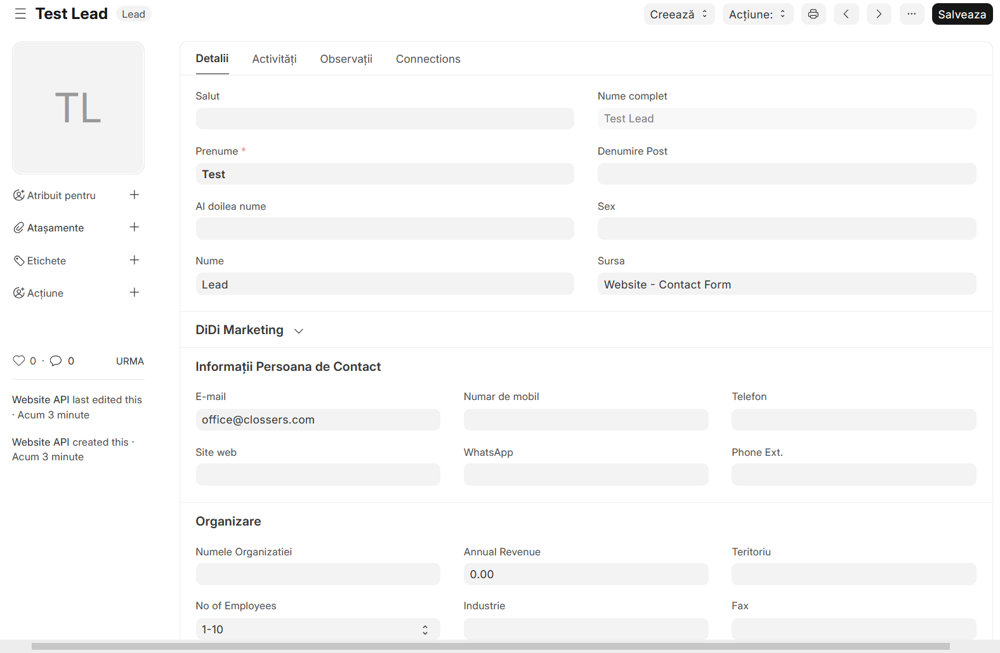 Test Lead Lead
Creează Acțiune: ··· Salveaza
TL
Atribuit pentru
Atașamente
Etichete
Acțiune
0 · 0 URMA
Website API last edited this
· Acum 3 minute
Website API created this ·
Acum 3 minute
Detalii Activități Observații Connections
Salut
Nume complet
Test Lead
Prenume *
Test
Denumire Post
Al doilea nume
Sex
Nume
Lead
Sursa
Website - Contact Form
DiDi Marketing
Informații Persoana de Contact
E-mail
office@clossers.com
Numar de mobil
Telefon
Site web
WhatsApp
Phone Ext.
Organizare
Numele Organizatiei
Annual Revenue
0.00
Teritoriu
No of Employees
1-10
Industrie
Fax